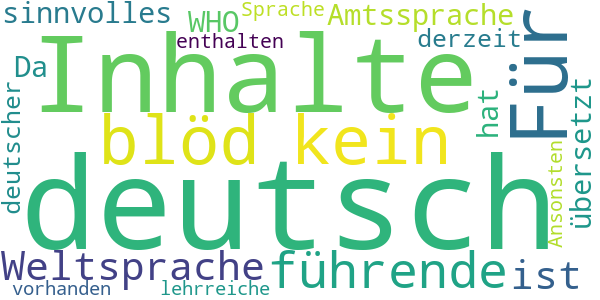 sinnvolles WHO Sprache Amtssprache
enthalten derzeit
Da Inhalte Für
deutscher blöd kein hat übersetzt
deutsch Ansonsten
Weltsprache führende ist
vorhanden lehrreiche